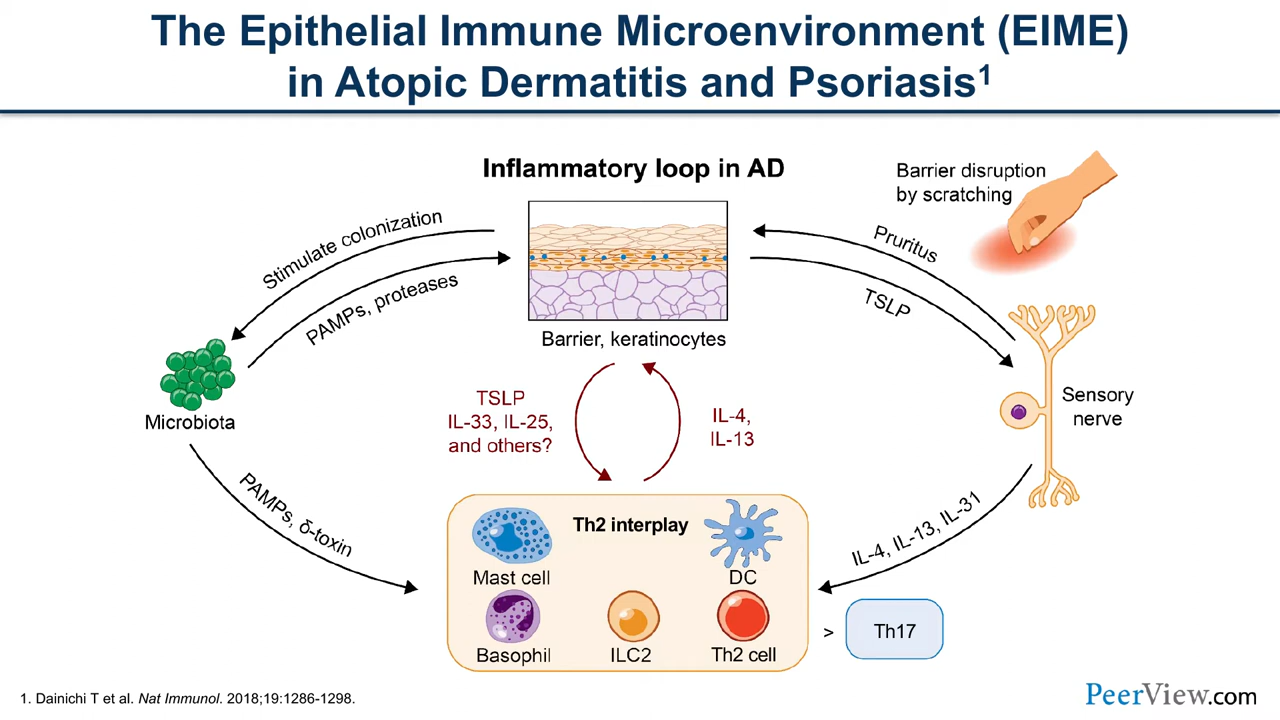 The Epithelial Immune Microenvironment (EIME)
in Atopic Dermatitis and Psoriasis1
Inflammatory loop in AD
Barrier disruption
by scratching
Stimulate colonization
PAMPs, proteases
Pruritus
TSLP
Barrier, keratinocytes
Microbiota
Sensory
nerve
TSLP
IL-33, IL-25,
and others?
IL-4,
IL-13
PAMPs, δ-toxin
IL-4, IL-13, IL-31
Th2 interplay
Mast cell
DC
Basophil
ILC2
Th2 cell
>
Th17
1. Dainichi T et al. Nat Immunol. 2018;19:1286-1298.
PeerView.com